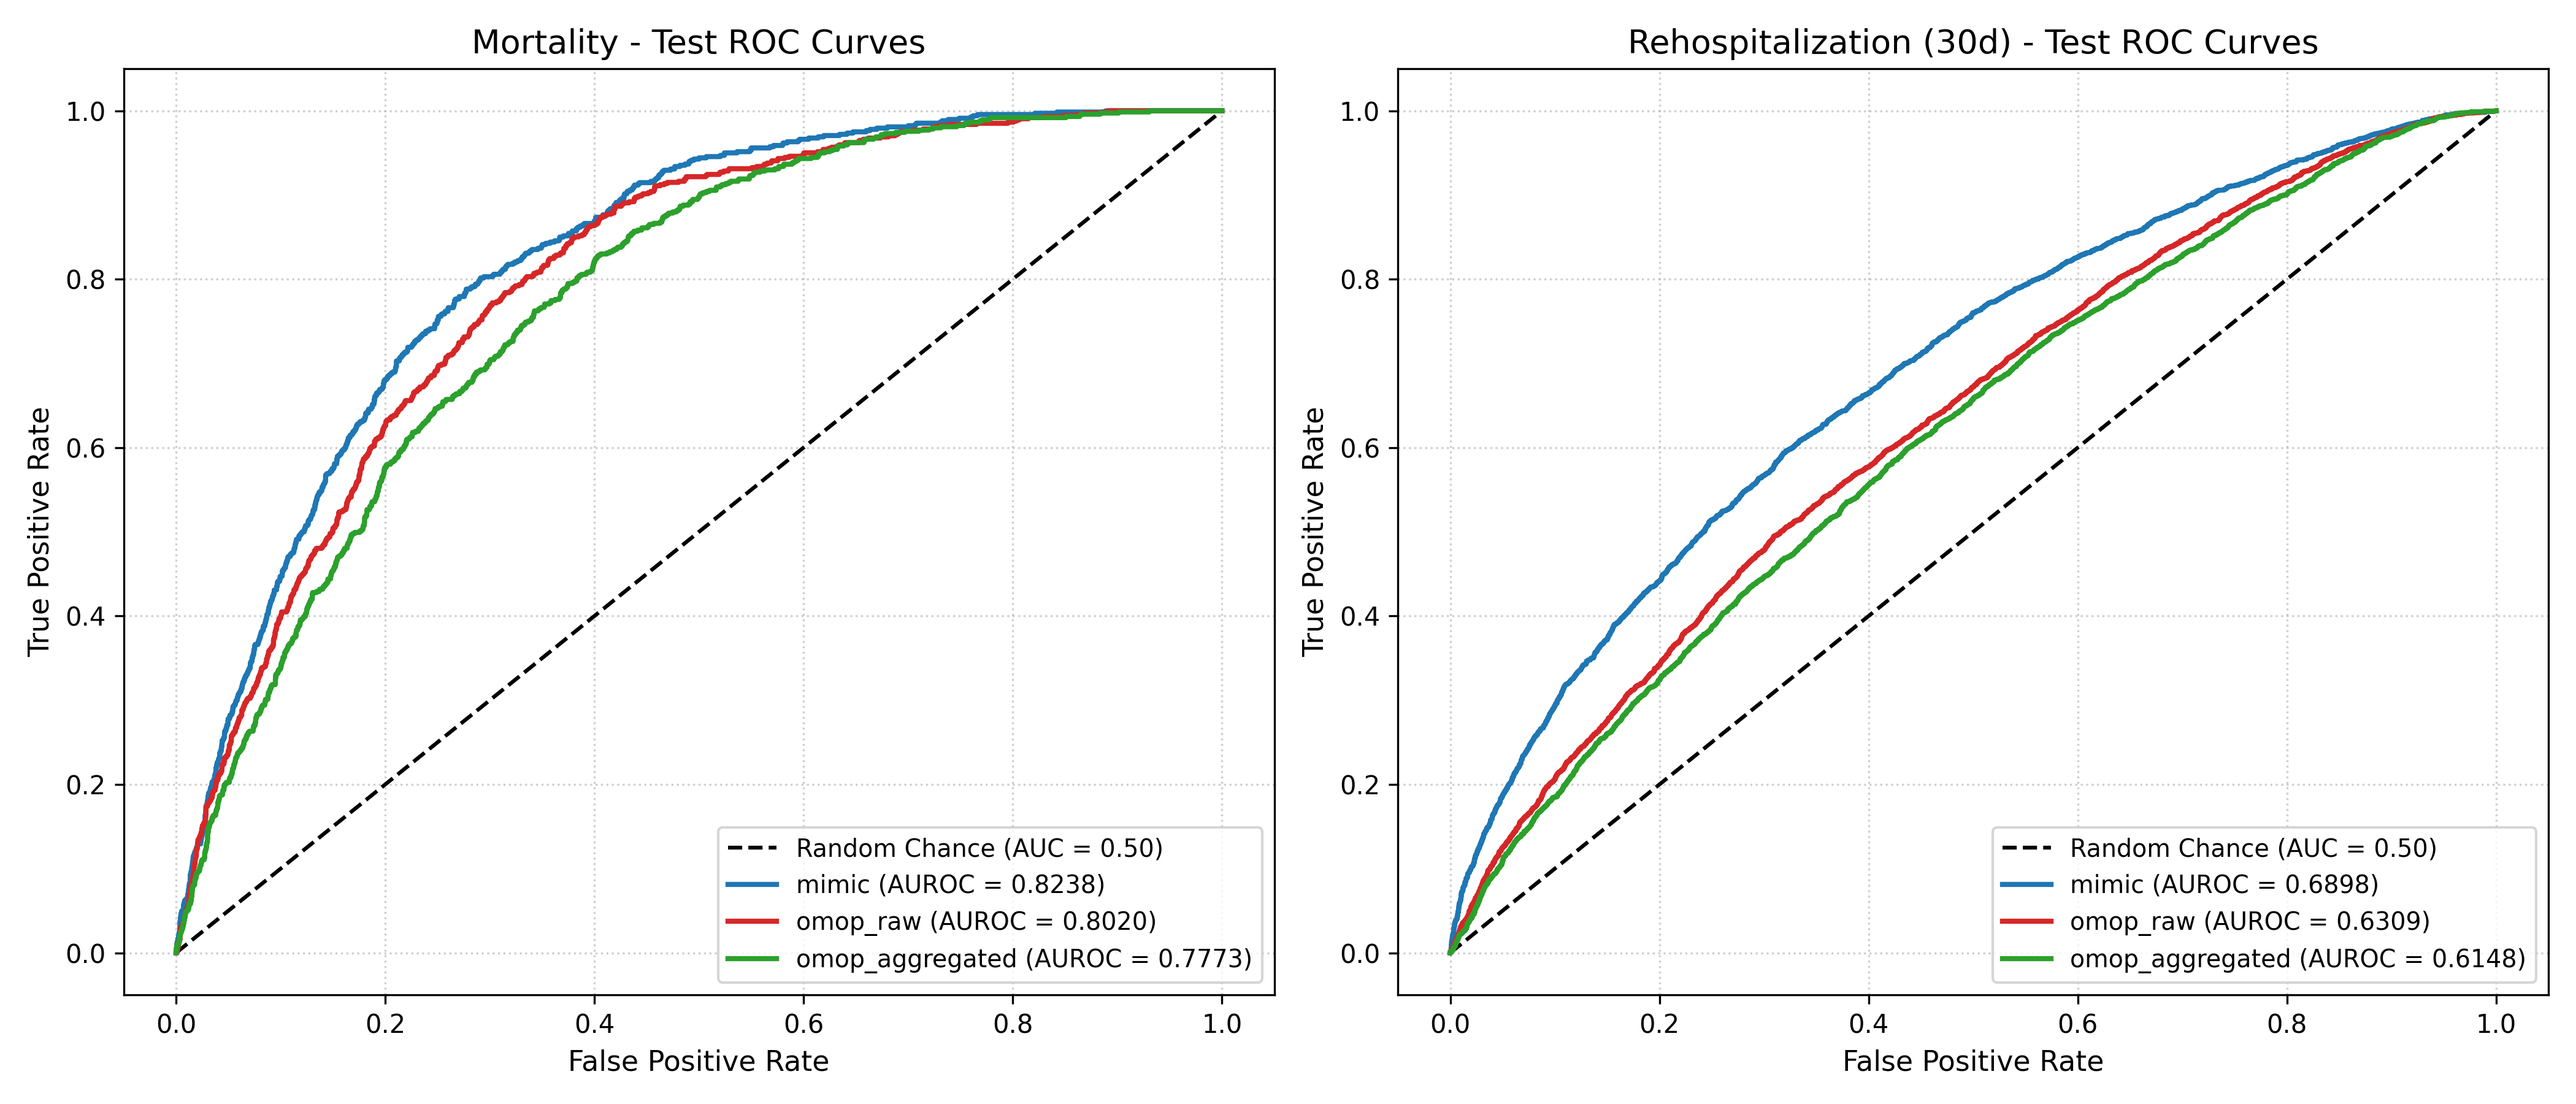 Mortality - Test ROC Curves
True Positive Rate
1.0
0.8
0.6
0.4
0.2
0.0
Random Chance (AUC = 0.50)
mimic (AUROC = 0.8238)
omop_raw (AUROC = 0.8020)
omop_aggregated (AUROC = 0.7773)
0.0 0.2 0.4 0.6 0.8 1.0
False Positive Rate
Rehospitalization (30d) - Test ROC Curves
True Positive Rate
1.0
0.8
0.6
0.4
0.2
0.0
Random Chance (AUC = 0.50)
mimic (AUROC = 0.6898)
omop_raw (AUROC = 0.6309)
omop_aggregated (AUROC = 0.6148)
0.0 0.2 0.4 0.6 0.8 1.0
False Positive Rate